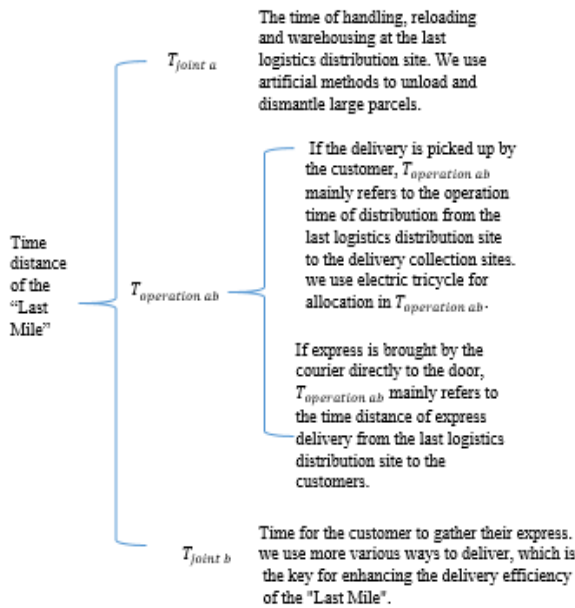 The time of handling, reloading
and warehousing at the last
logistics distribution site. We use
artificial methods to unload and
dismantle large parcels.
T_joint a
If the delivery is picked up by
the customer, T_operation ab
mainly refers to the operation
time of distribution from the
last logistics distribution site
to the delivery collection sites.
we use electric tricycle for
allocation in T_operation ab.
Time
distance
of the
“Last
Mile”
T_operation ab
If express is brought by the
courier directly to the door,
T_operation ab mainly refers to
the time distance of express
delivery from the last logistics
distribution site to the
customers.
T_joint b
Time for the customer to gather their express.
we use more various ways to deliver, which is
the key for enhancing the delivery efficiency
of the "Last Mile".